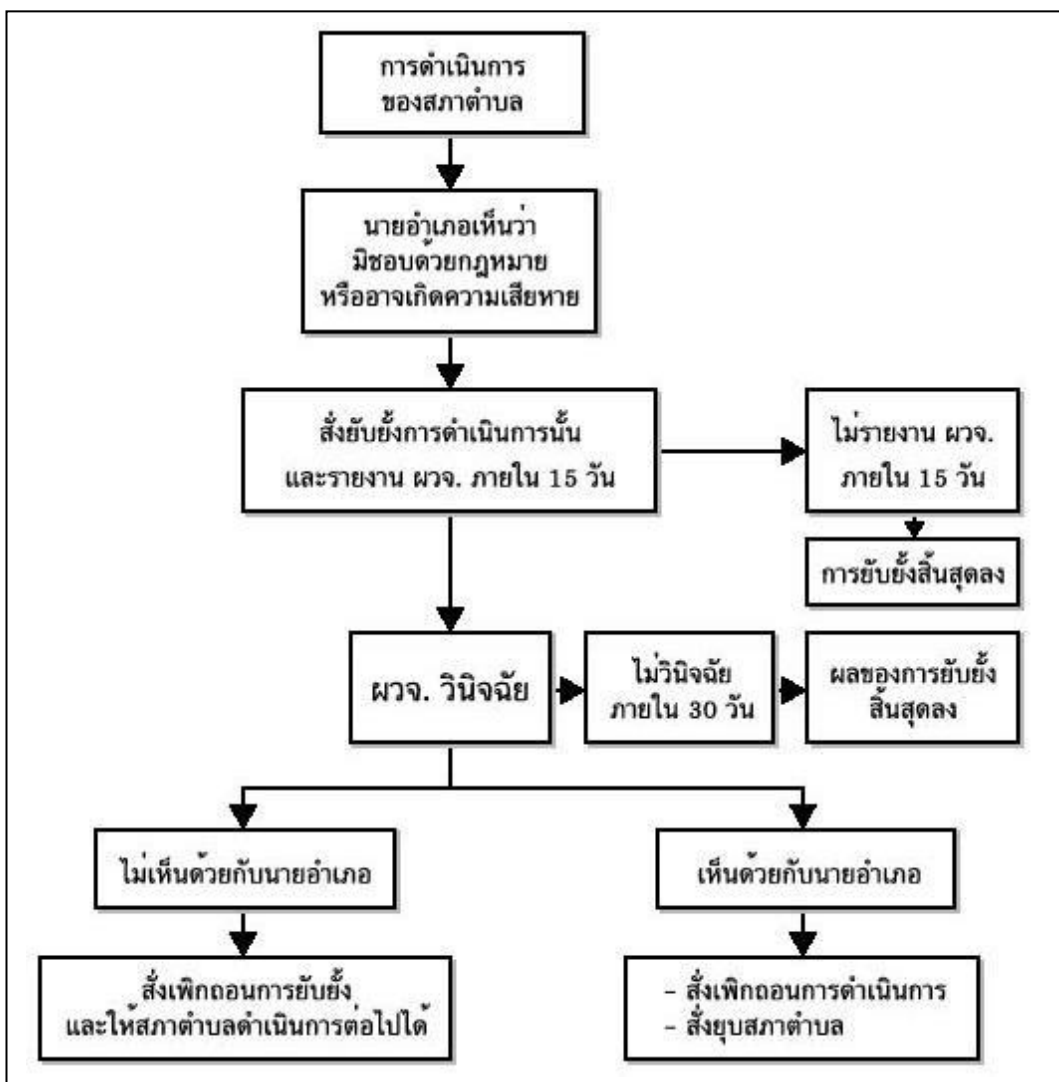 การดำเนินการ
ของสภาตำบล
นายอำเภอเห็นว่า
มิชอบด้วยกฎหมาย
หรืออาจเกิดความเสียหาย
สั่งยับยั้งการดำเนินการนั้น
และรายงาน ผวจ. ภายใน 15 วัน
ไม่รายงาน ผวจ.
ภายใน 15 วัน
การยับยั้งสิ้นสุดลง
ผวจ. วินิจฉัย
ไม่วินิจฉัย
ภายใน 30 วัน
ผลของการยับยั้ง
สิ้นสุดลง
ไม่เห็นด้วยกับนายอำเภอ
เห็นด้วยกับนายอำเภอ
สั่งเพิกถอนการยับยั้ง
และให้สภาตำบลดำเนินการต่อไปได้
- สั่งเพิกถอนการดำเนินการ
- สั่งยุบสภาตำบล